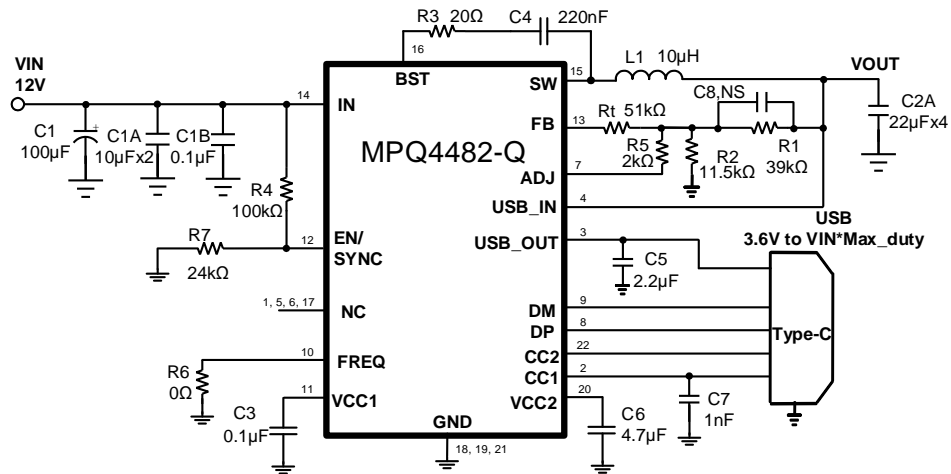 R3 20Ω C4 220nF
16
BST
VIN
12V
14 IN
C1
100µF
+
C1A
10µFx2
C1B
0.1µF
R4
100kΩ
R7
24kΩ
12 EN/
SYNC
1, 5, 6, 17 NC
10 FREQ
R6
0Ω
11 VCC1
C3
0.1µF
MPQ4482-Q
GND
18, 19, 21
SW 15
L1 10µH
VOUT
C2A
22µFx4
C8,NS
FB 13
Rt 51kΩ
R5
2kΩ
R2
11.5kΩ
R1
39kΩ
ADJ 7
USB_IN 4
USB_OUT 3
USB
3.6V to VIN*Max_duty
C5
2.2µF
DM 9
DP 8
CC2 22
CC1 2
VCC2 20
Type-C
C7
1nF
C6
4.7µF